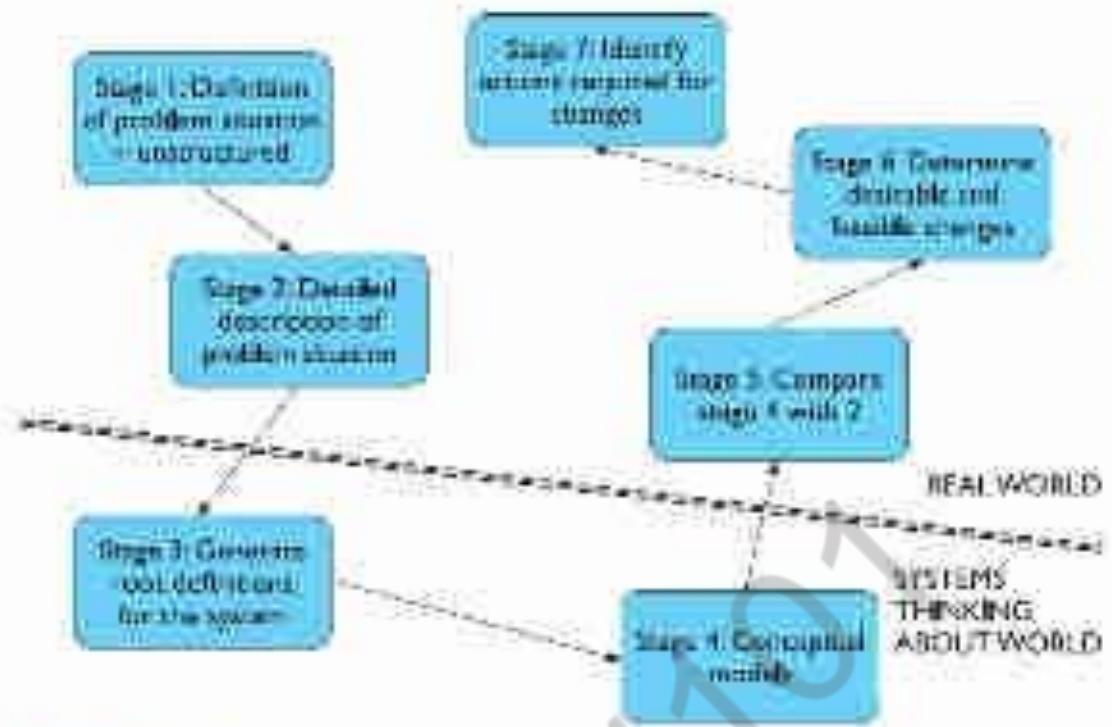 Stage 1: Definition
of problem situation
- unstructured
Stage 2: Detailed
description of
problem situation
Stage 3: Generate
root definitions
for the system
Stage 4: Conceptual
models
Stage 5: Compare
stage 4 with 2
Stage 6: Determine
desirable and
feasible changes
Stage 7: Identify
actions required for
changes
REAL WORLD
SYSTEMS
THINKING
ABOUT WORLD
101